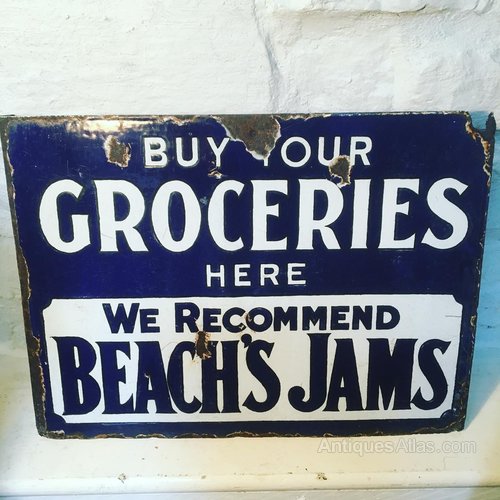 BUY YOUR
GROCERIES
HERE
WE RECOMMEND
BEACH'S JAMS
AntiquesAtlas.com